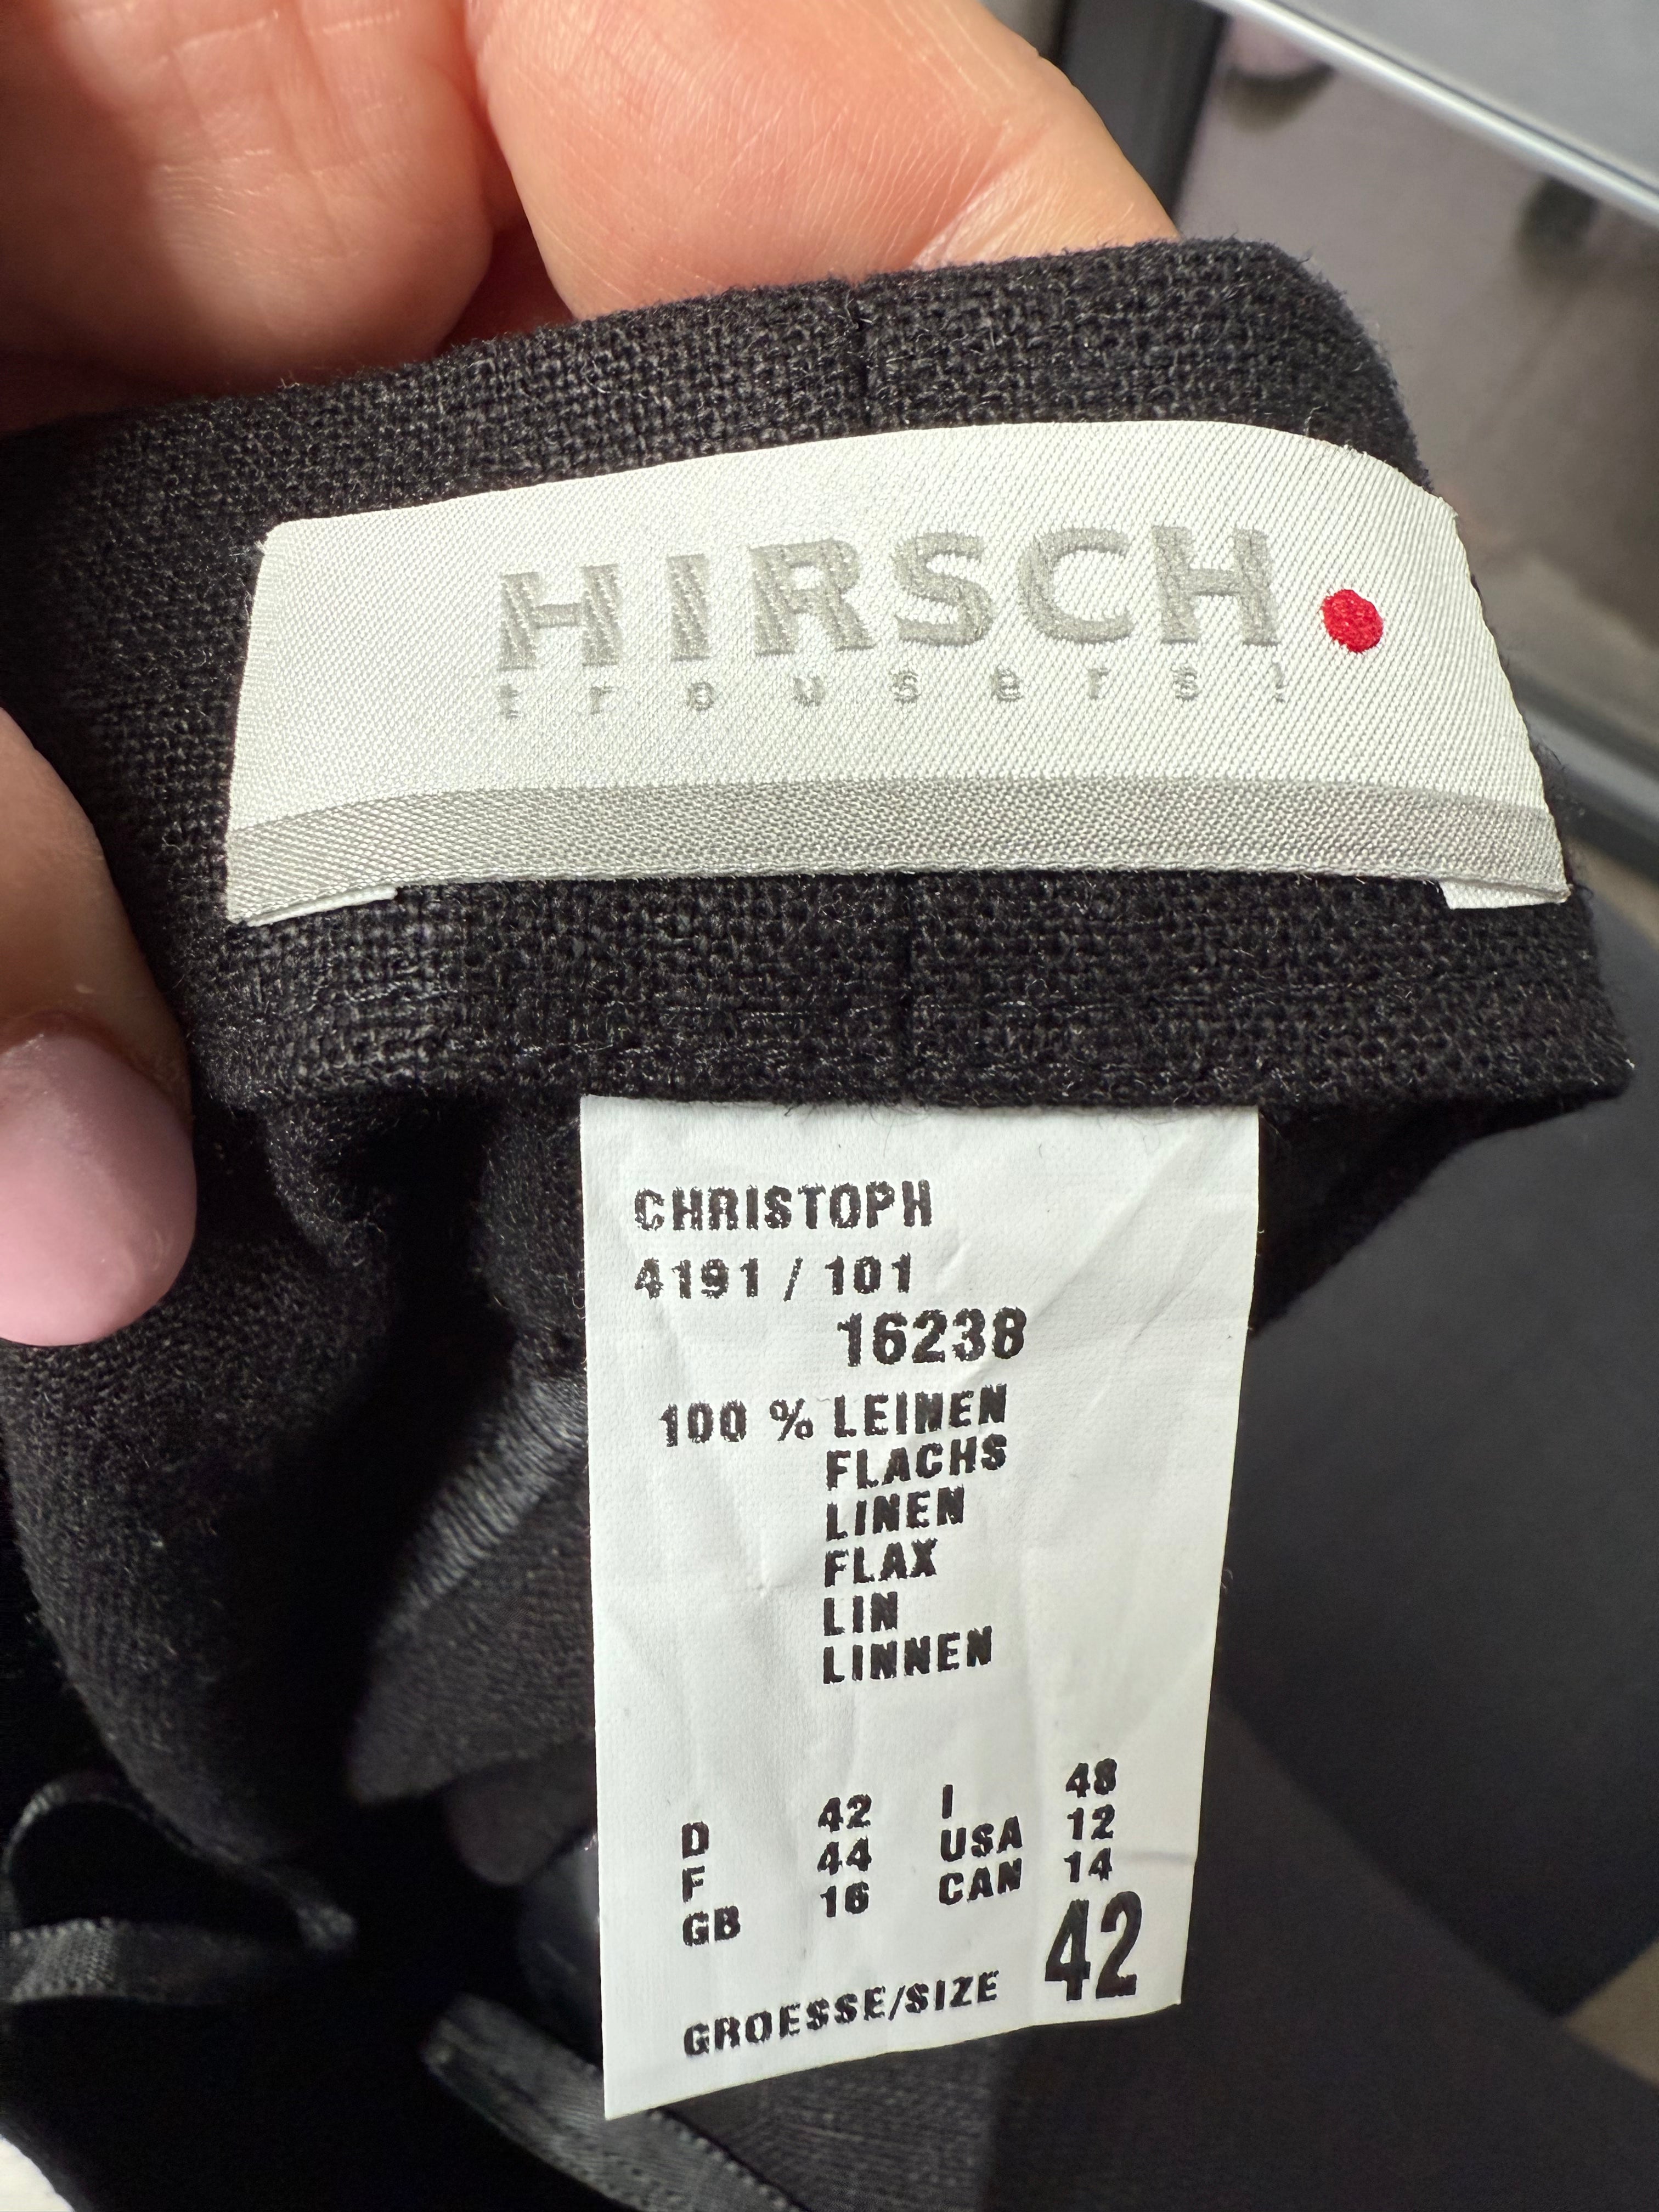 HIRSCH
trousers!
CHRISTOPH
4191 / 101
16238
100 % LEINEN
FLACHS
LINEN
FLAX
LIN
LINNEN
D 42 I 48
F 44 USA 12
GB 16 CAN 14
GROESSE/SIZE 42